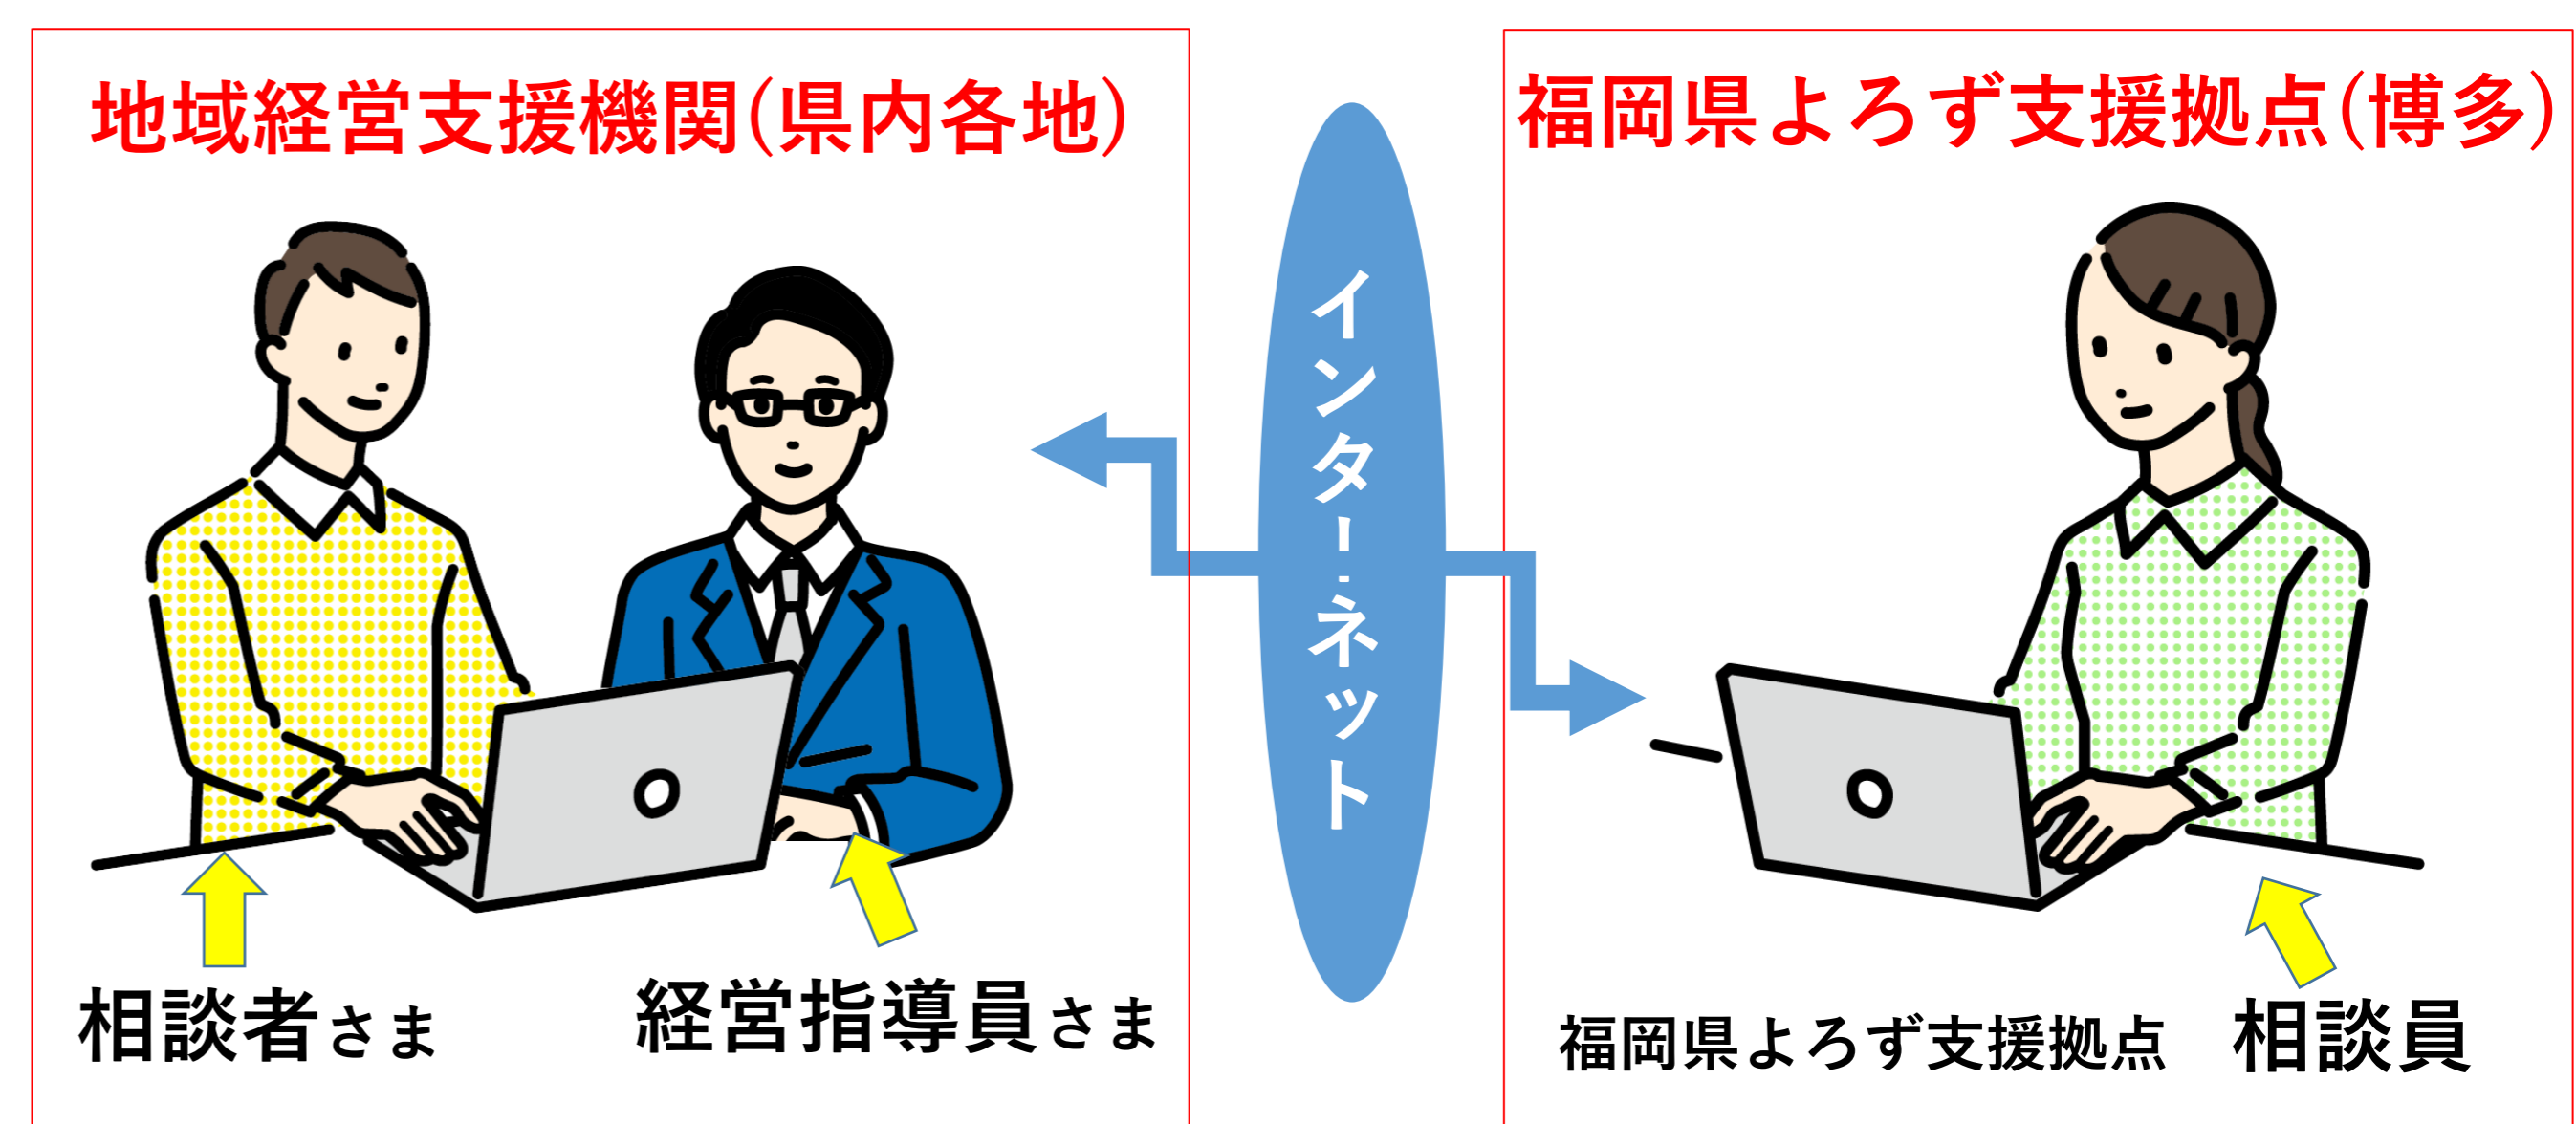 地域経営支援機関(県内各地)
相談者さま
経営指導員さま
インターネット
福岡県よろず支援拠点(博多)
福岡県よろず支援拠点 相談員